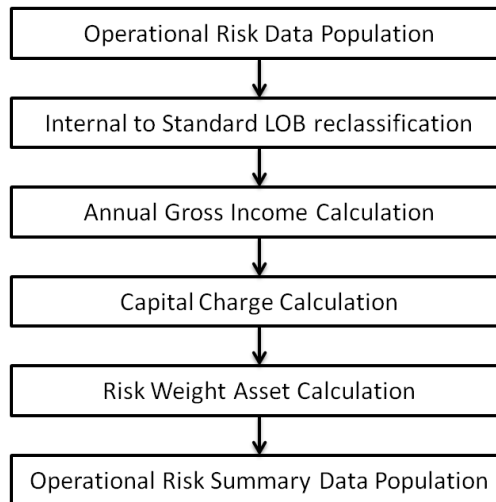 Operational Risk Data Population
Internal to Standard LOB reclassification
Annual Gross Income Calculation
Capital Charge Calculation
Risk Weight Asset Calculation
Operational Risk Summary Data Population